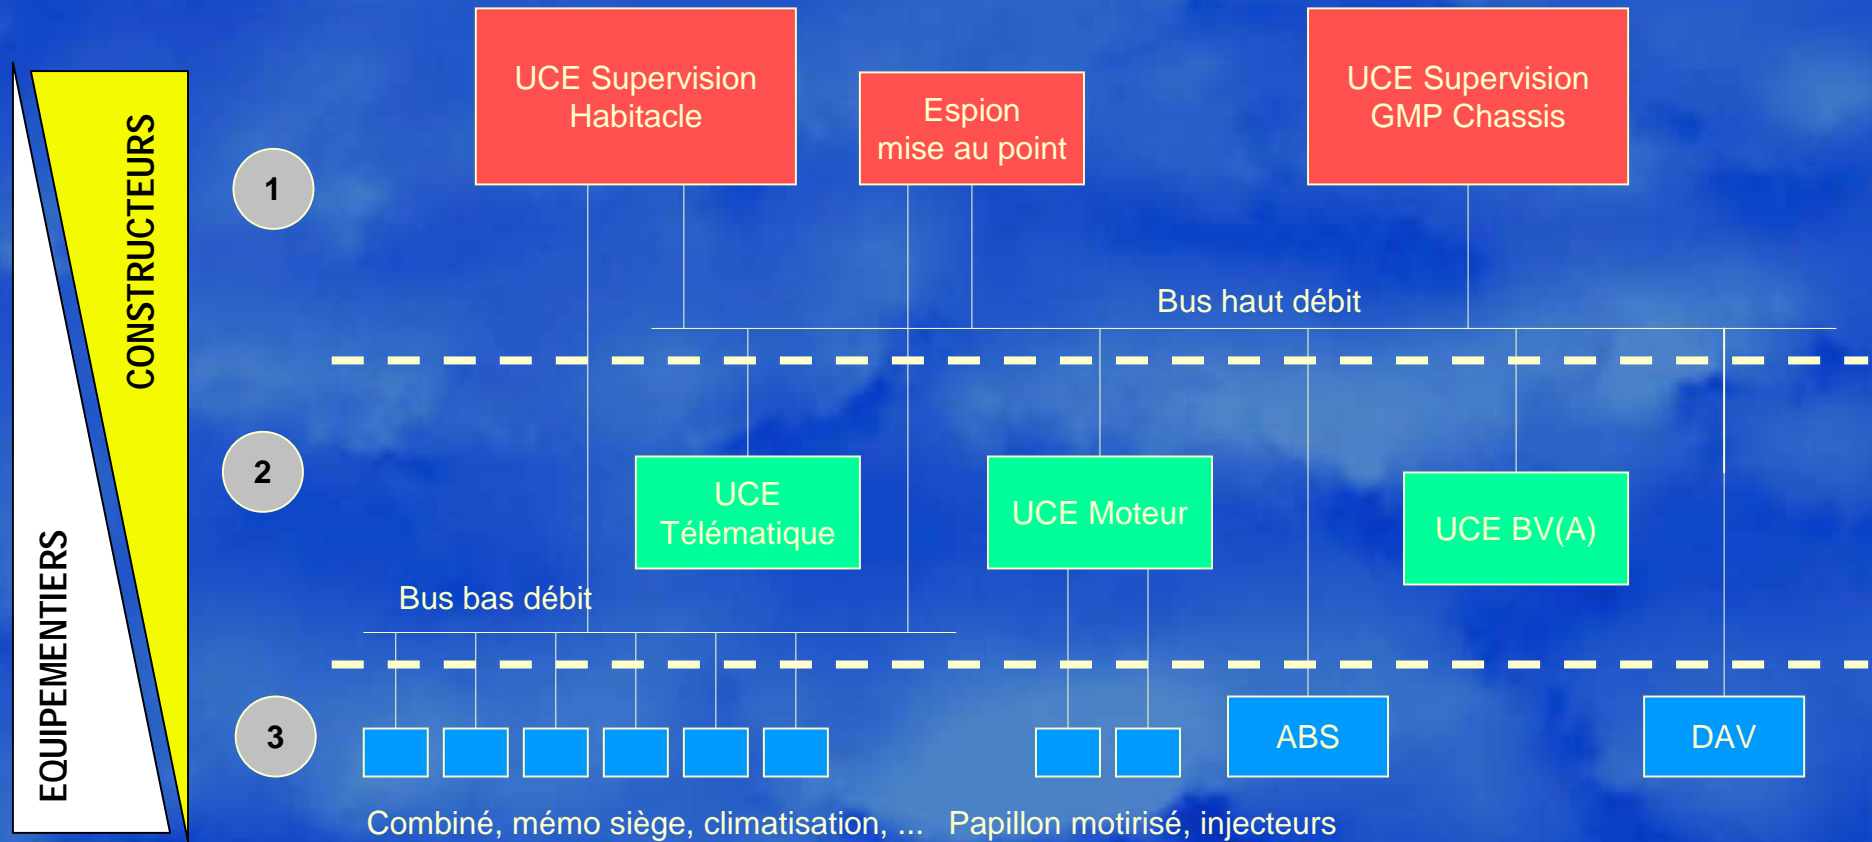 UCE Supervision
Habitacle
Espion
mise au point
UCE Supervision
GMP Chassis
CONSTRUCTEURS
EQUIPEMENTIERS
1
Bus haut débit
2
UCE
Télématique
UCE Moteur
UCE BV(A)
Bus bas débit
3
ABS
DAV
Combiné, mémo siège, climatisation, ...
Papillon motirisé, injecteurs